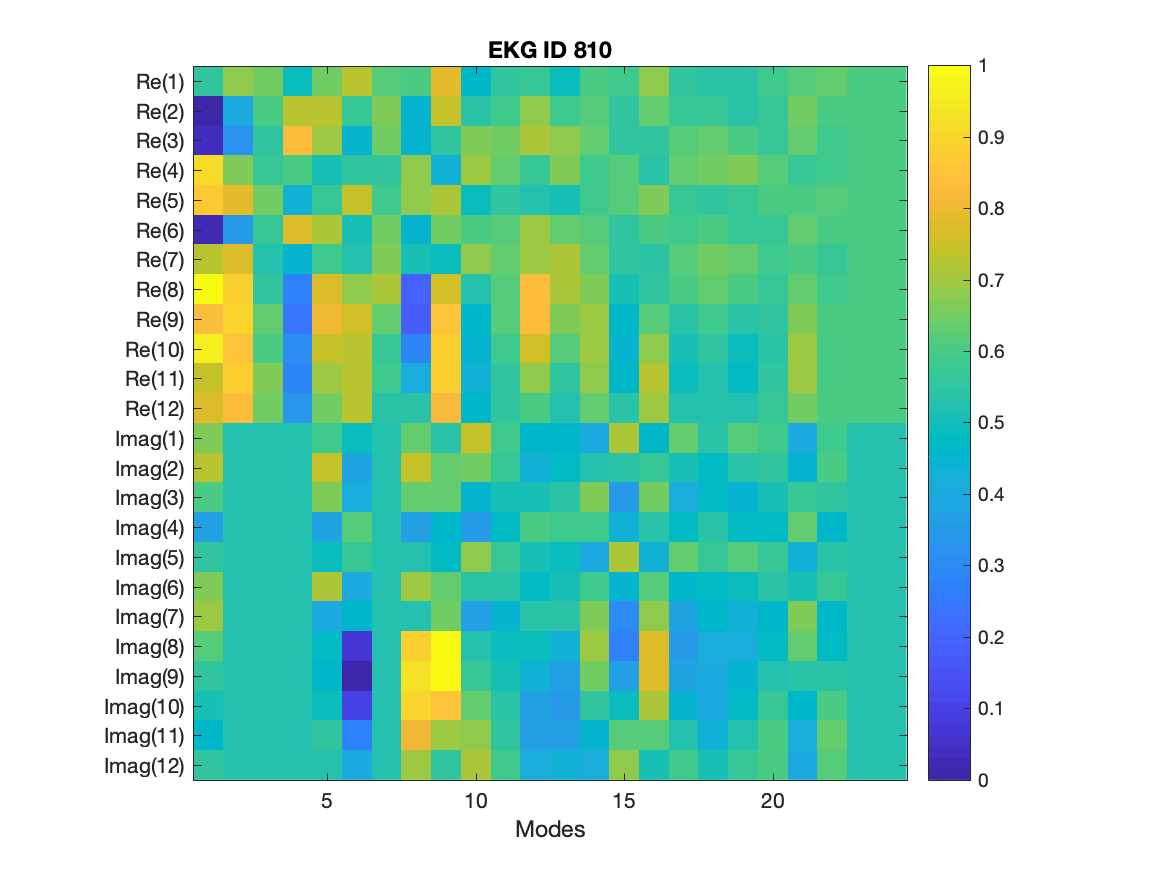 EKG ID 810
Re(1)
Re(2)
Re(3)
Re(4)
Re(5)
Re(6)
Re(7)
Re(8)
Re(9)
Re(10)
Re(11)
Re(12)
Imag(1)
Imag(2)
Imag(3)
Imag(4)
Imag(5)
Imag(6)
Imag(7)
Imag(8)
Imag(9)
Imag(10)
Imag(11)
Imag(12)
5 10 15 20
Modes
1
0.9
0.8
0.7
0.6
0.5
0.4
0.3
0.2
0.1
0